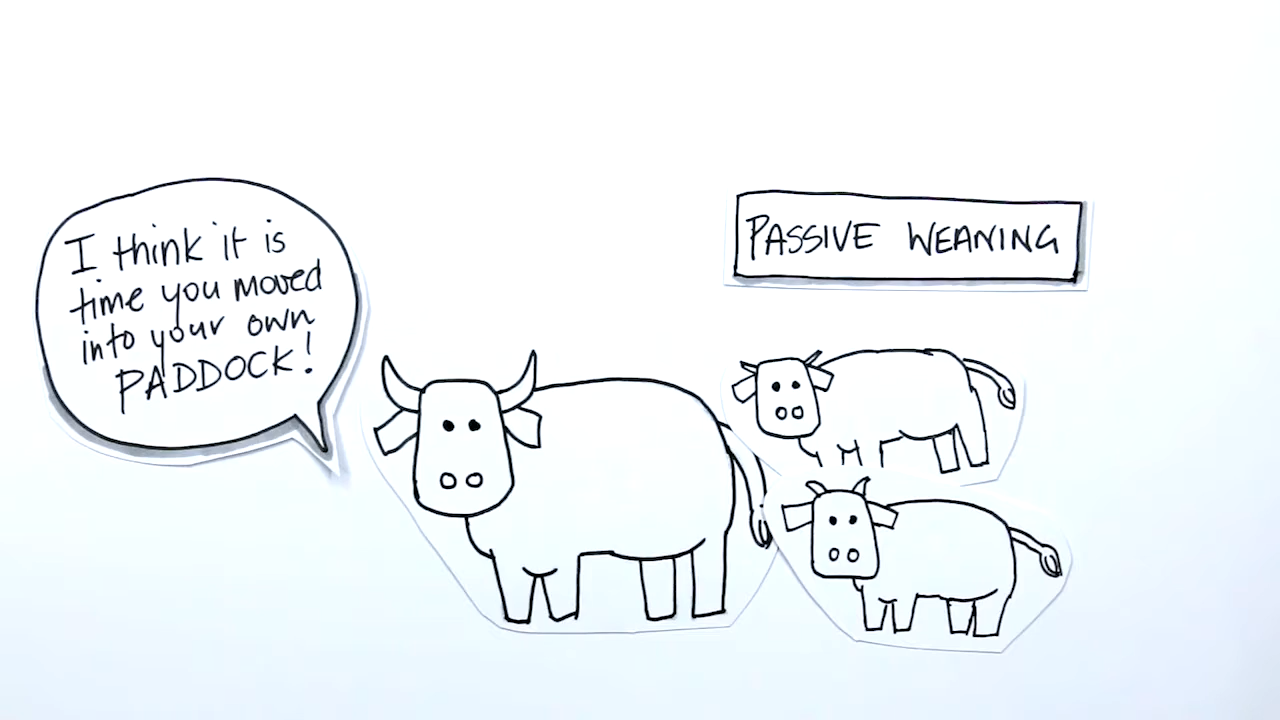 I think it is
time you moved
into your own
PADDOCK!
PASSIVE WEANING